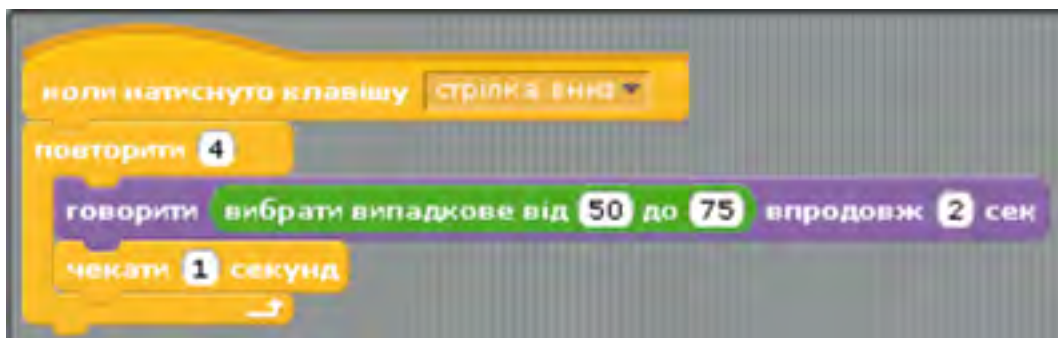 коли натиснуто клавішу стрілка вниз
повторити 4
говорити вибрати випадкове від 50 до 75 впродовж 2 сек
чекати 1 секунд